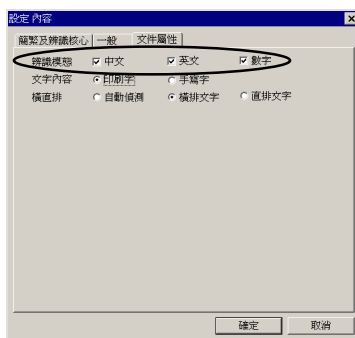 設定 內容
簡繁及辨識核心 一般 文件屬性
辨識模態 中文 英文 數字
文字內容 印刷字 手寫字
橫直排 自動偵測 橫排文字 直排文字
確定 取消